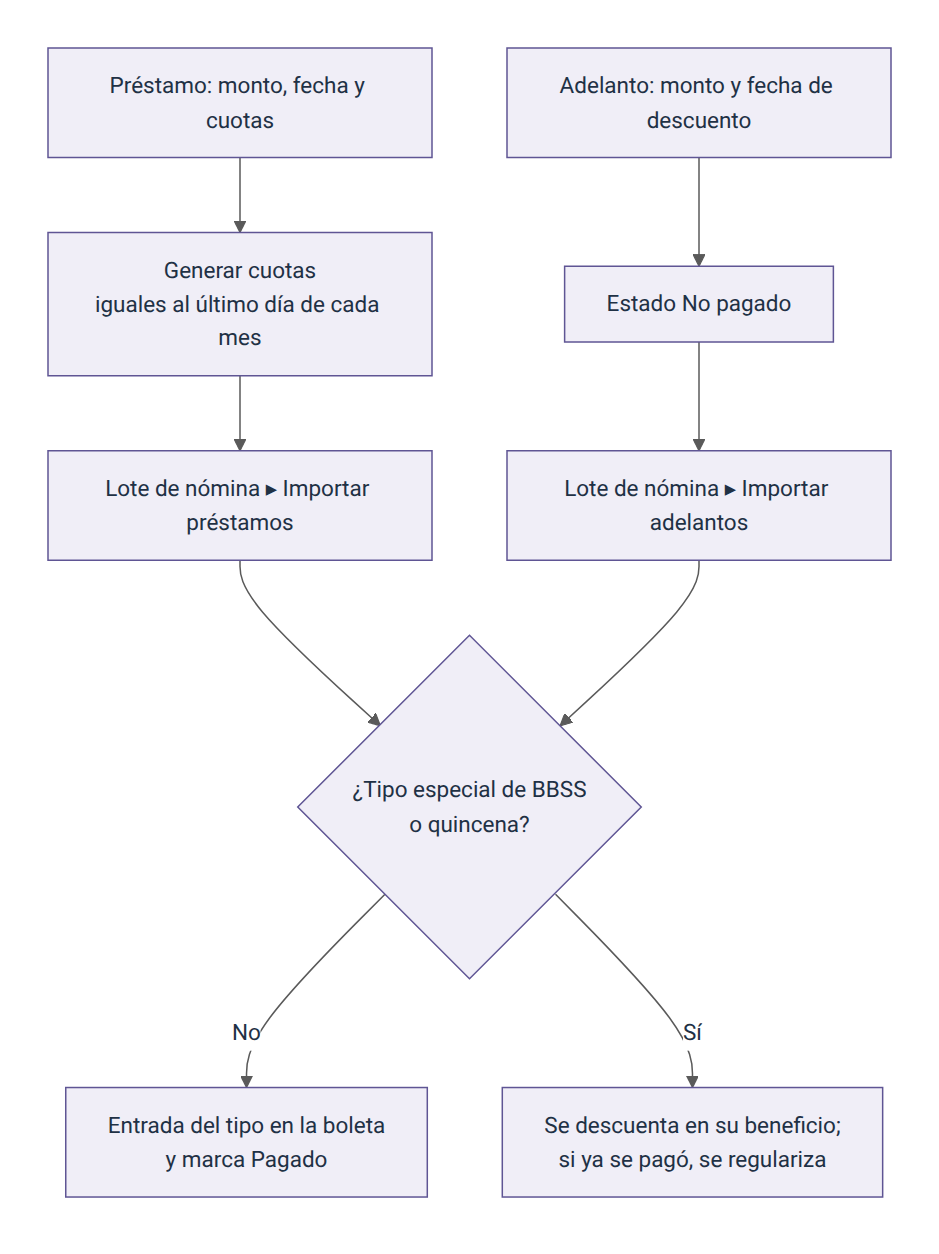 Préstamo: monto, fecha y
cuotas
Adelanto: monto y fecha de
descuento
Generar cuotas
iguales al último día de cada
mes
Estado No pagado
Lote de nómina ▸ Importar
préstamos
Lote de nómina ▸ Importar
adelantos
¿Tipo especial de BBSS
o quincena?
No
Sí
Entrada del tipo en la boleta
y marca Pagado
Se descuenta en su beneficio;
si ya se pagó, se regulariza